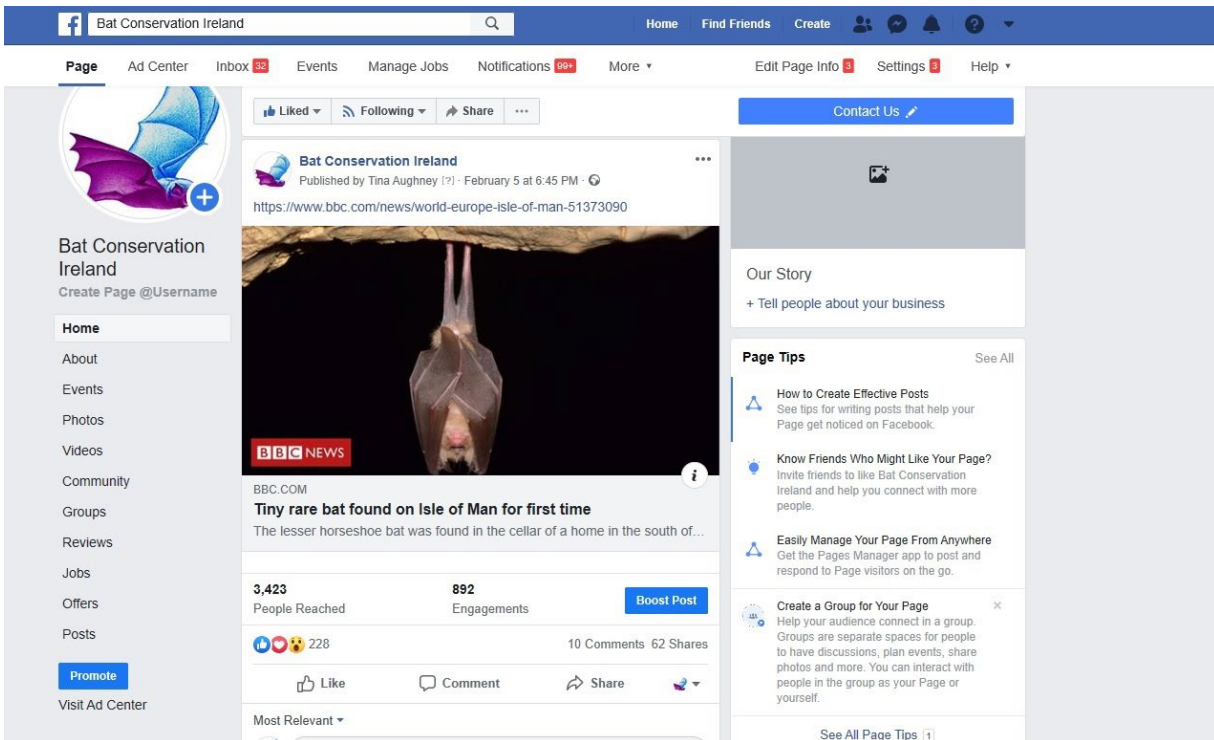 f Bat Conservation Ireland Home Find Friends Create
Page Ad Center Inbox 32 Events Manage Jobs Notifications 99+ More Edit Page Info 3 Settings 3 Help
Liked Following Share ...
Contact Us
Bat Conservation
Ireland
Create Page @Username
Home
About
Events
Photos
Videos
Community
Groups
Reviews
Jobs
Offers
Posts
Promote
Visit Ad Center
Bat Conservation Ireland
Published by Tina Aughney [?] · February 5 at 6:45 PM ·
https://www.bbc.com/news/world-europe-isle-of-man-51373090
BBC NEWS
i
BBC.COM
Tiny rare bat found on Isle of Man for first time
The lesser horseshoe bat was found in the cellar of a home in the south of...
3,423 892
People Reached Engagements
Boost Post
228 10 Comments 62 Shares
Like Comment Share
Most Relevant
Our Story
+ Tell people about your business
Page Tips See All
How to Create Effective Posts
See tips for writing posts that help your
Page get noticed on Facebook.
Know Friends Who Might Like Your Page?
Invite friends to like Bat Conservation
Ireland and help you connect with more
people.
Easily Manage Your Page From Anywhere
Get the Pages Manager app to post and
respond to Page visitors on the go.
Create a Group for Your Page
Help your audience connect in a group.
Groups are separate spaces for people
to have discussions, plan events, share
photos and more. You can interact with
people in the group as your Page or
yourself.
See All Page Tips 1